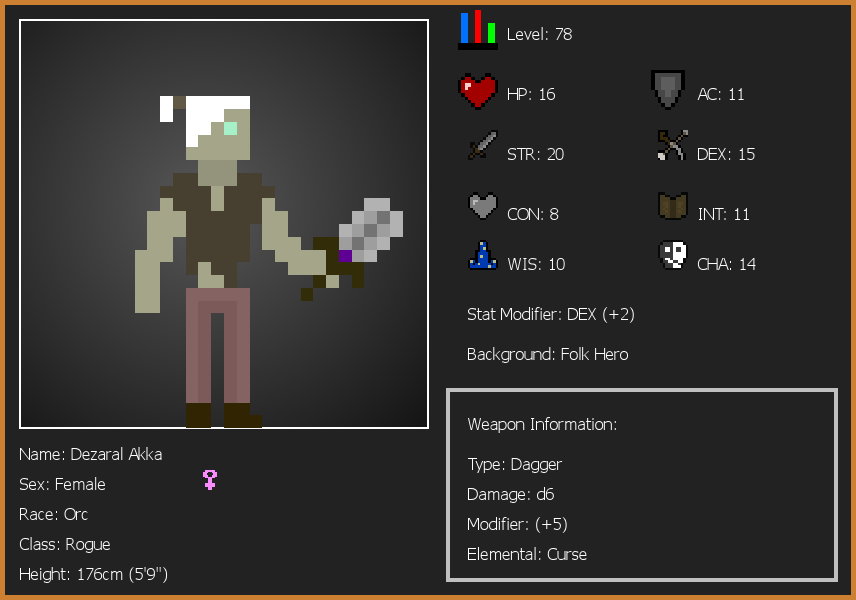 Level: 78
HP: 16
AC: 11
STR: 20
DEX: 15
CON: 8
INT: 11
WIS: 10
CHA: 14
Stat Modifier: DEX (+2)
Background: Folk Hero
Weapon Information:
Type: Dagger
Damage: d6
Modifier: (+5)
Elemental: Curse
Name: Dezaral Akka
Sex: Female
Race: Orc
Class: Rogue
Height: 176cm (5'9")